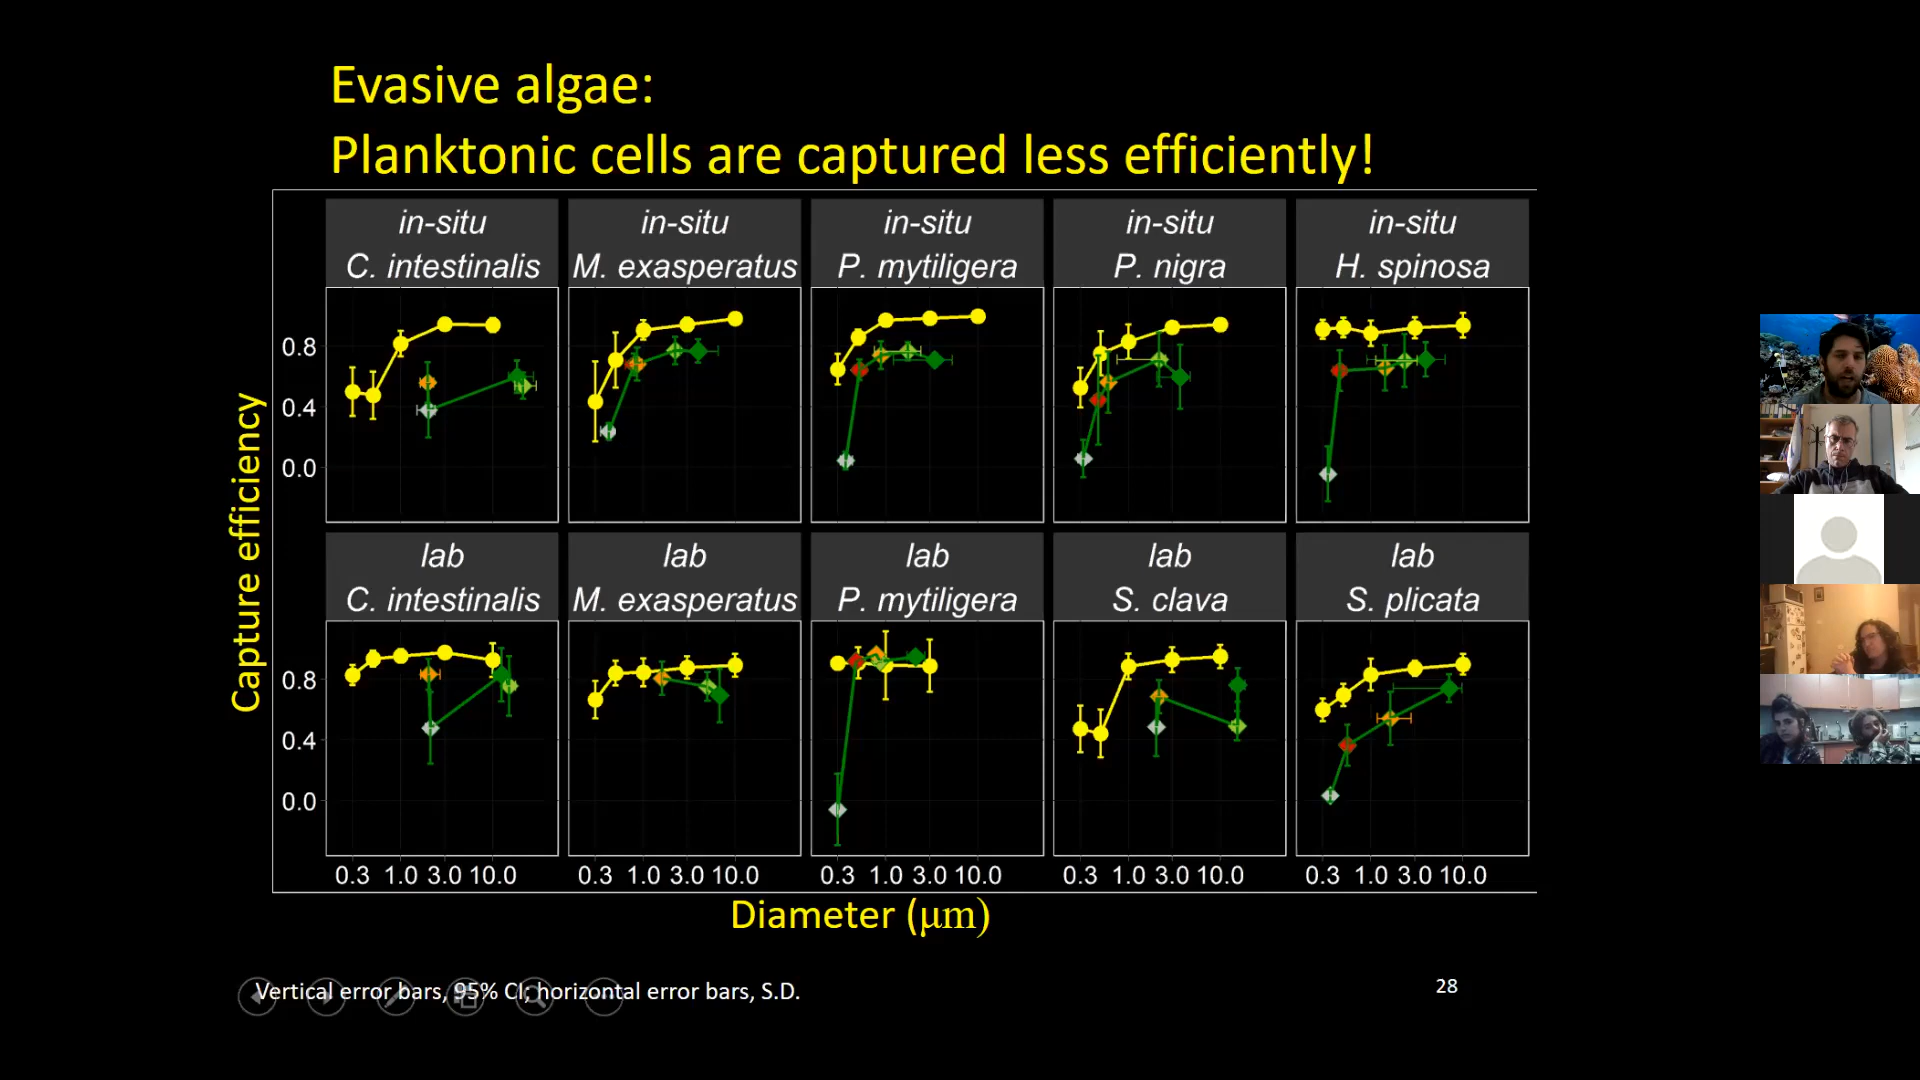 Evasive algae:
Planktonic cells are captured less efficiently!
in-situ
C. intestinalis
in-situ
M. exasperatus
in-situ
P. mytiligera
in-situ
P. nigra
in-situ
H. spinosa
0.8
0.4
0.0
Capture efficiency
lab
C. intestinalis
lab
M. exasperatus
lab
P. mytiligera
lab
S. clava
lab
S. plicata
0.8
0.4
0.0
0.3 1.0 3.0 10.0
0.3 1.0 3.0 10.0
0.3 1.0 3.0 10.0
0.3 1.0 3.0 10.0
0.3 1.0 3.0 10.0
Diameter (μm)
Vertical error bars, 95% CI; horizontal error bars, S.D.
28